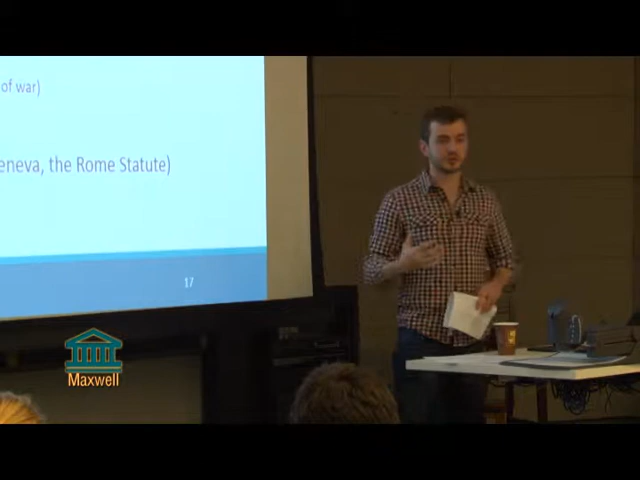 of war)
eneva, the Rome Statute)
17
Maxwell